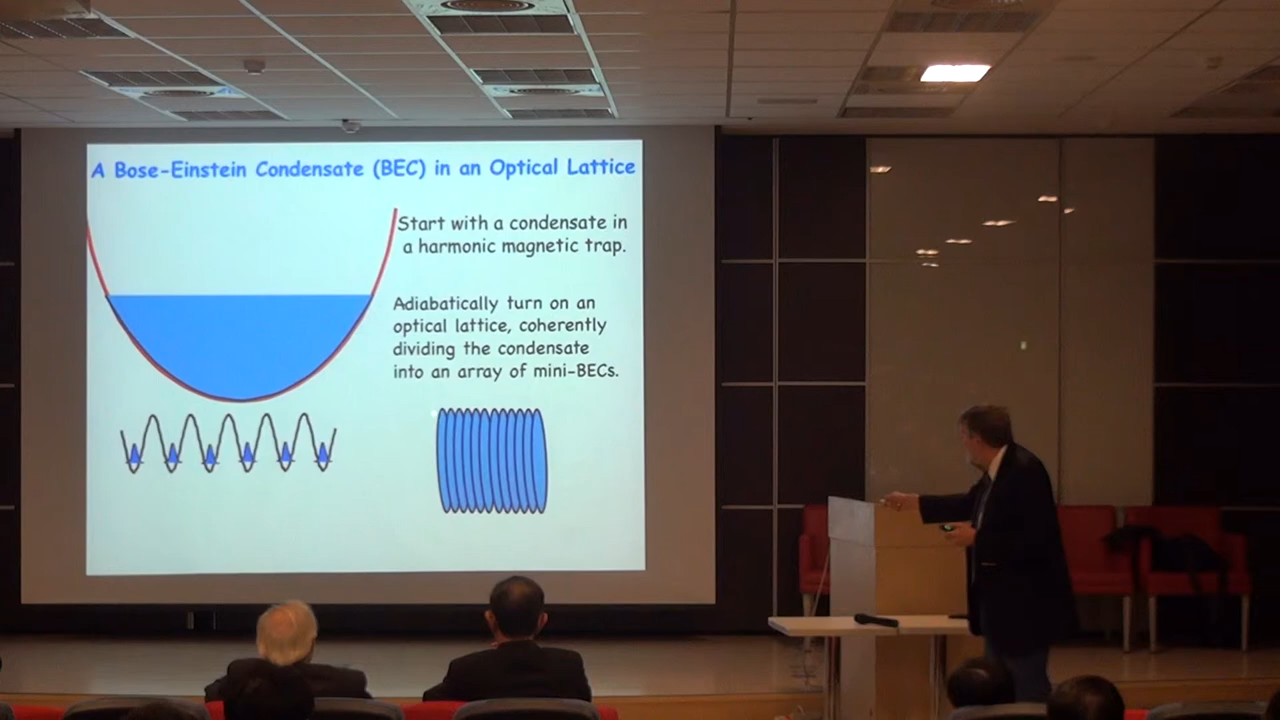 A Bose-Einstein Condensate (BEC) in an Optical Lattice
Start with a condensate in
a harmonic magnetic trap.
Adiabatically turn on an
optical lattice, coherently
dividing the condensate
into an array of mini-BECs.